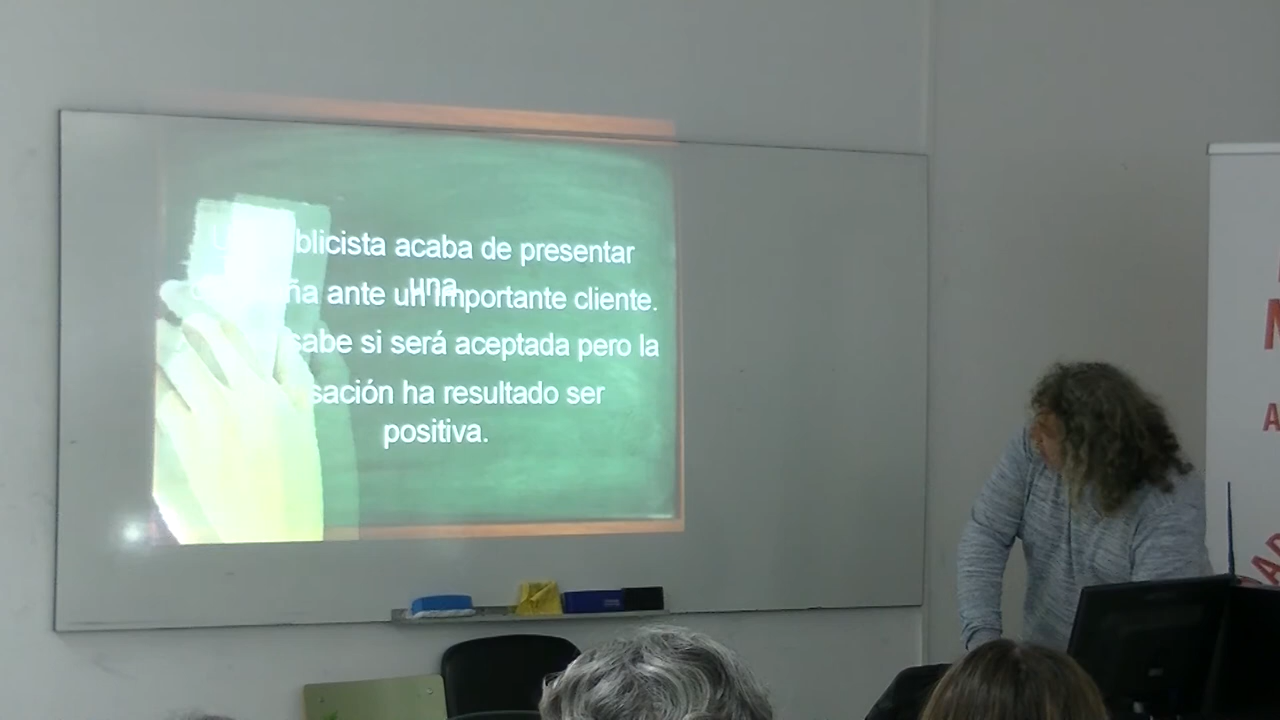 blicista acaba de presentar
una
ña ante un importante cliente.
sabe si será aceptada pero la
sación ha resultado ser
positiva.